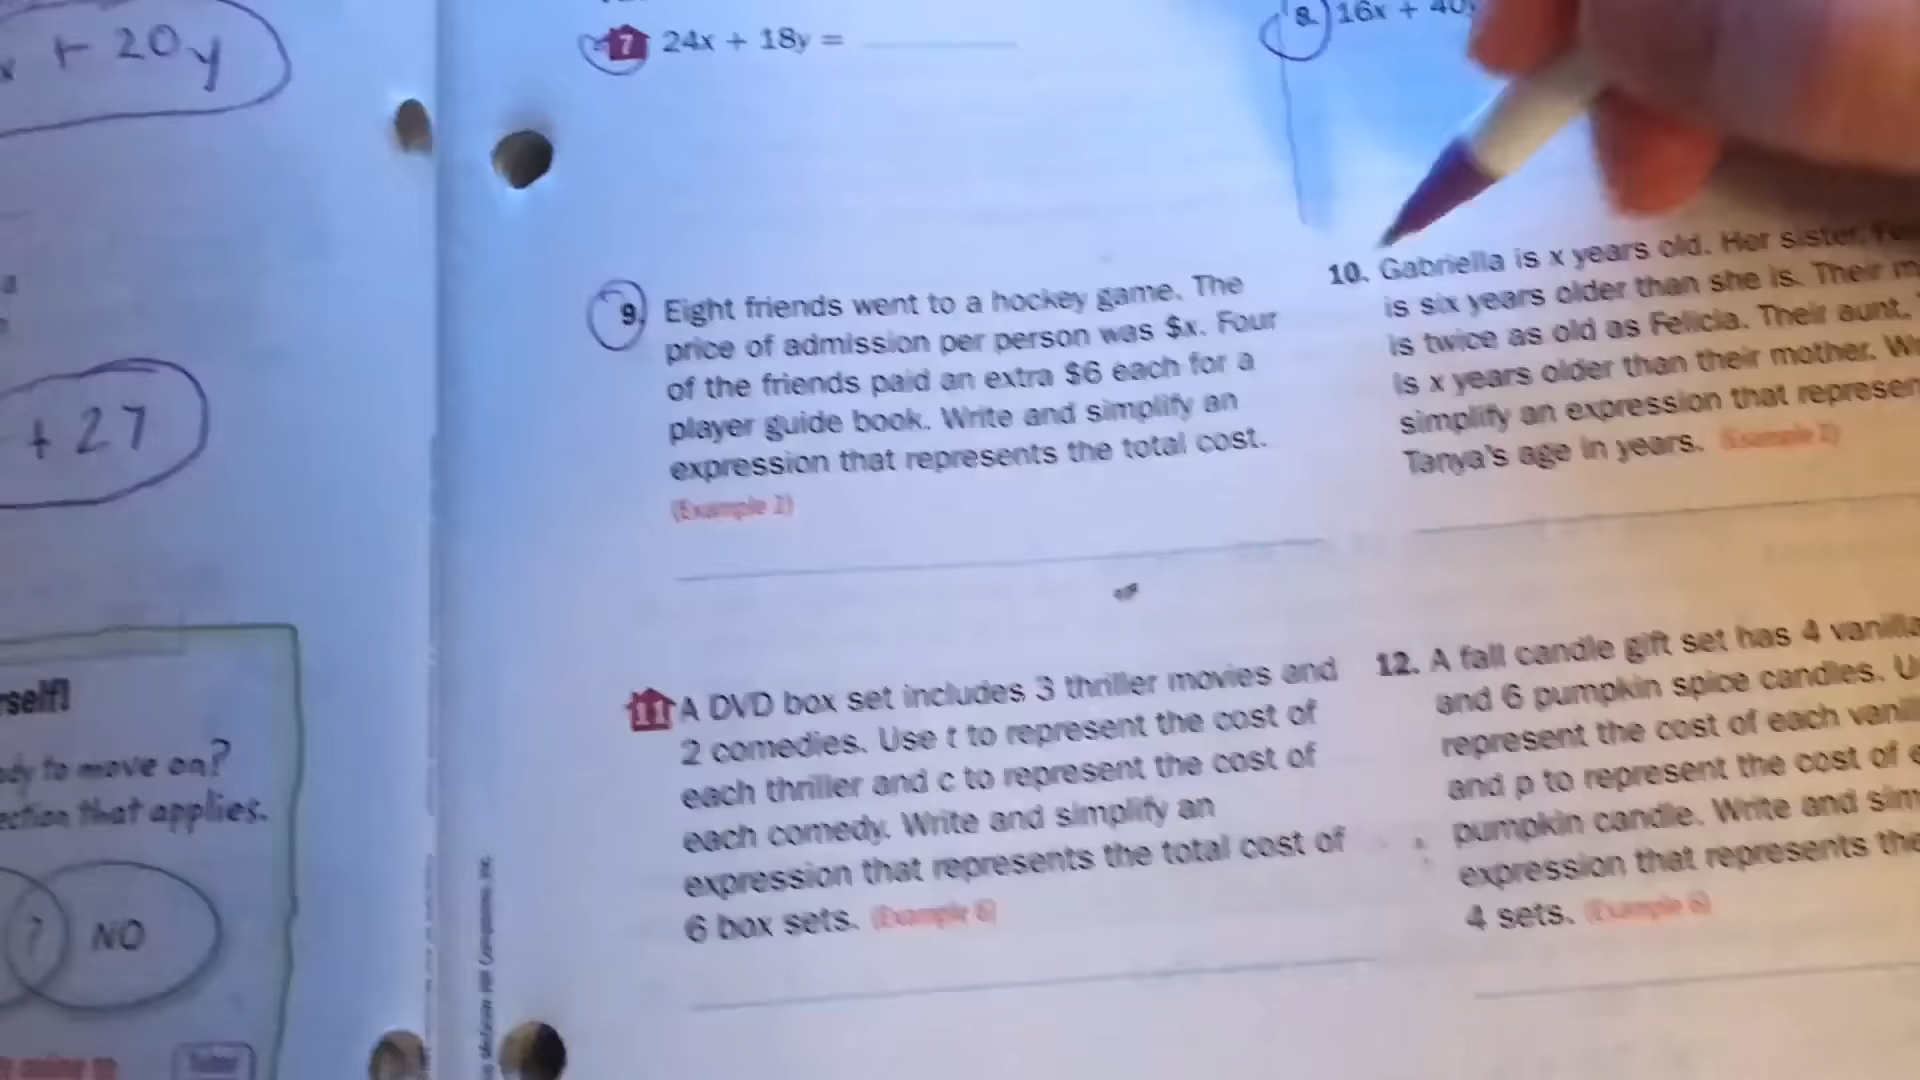 + 20y
7 24x + 18y =
8. 16x + 40
+ 27
9. Eight friends went to a hockey game. The
price of admission per person was $x. Four
of the friends paid an extra $6 each for a
player guide book. Write and simplify an
expression that represents the total cost.
(Example 2)
10. Gabriella is x years old. Her sister,
is six years older than she is. Their
is twice as old as Felicia. Their aunt,
is x years older than their mother.
simplify an expression that
Tanya's age in years. (Example 2)
rself!
to move on?
that applies.
? NO
11 A DVD box set includes 3 thriller movies and
2 comedies. Use t to represent the cost of
each thriller and c to represent the cost of
each comedy. Write and simplify an
expression that represents the total cost of
6 box sets.
12. A fall candle gift set has 4
and 6 pumpkin spice candles.
represent the cost of each
and p to represent the cost of
pumpkin candle. Write and
expression that represents
4 sets. (Example 6)